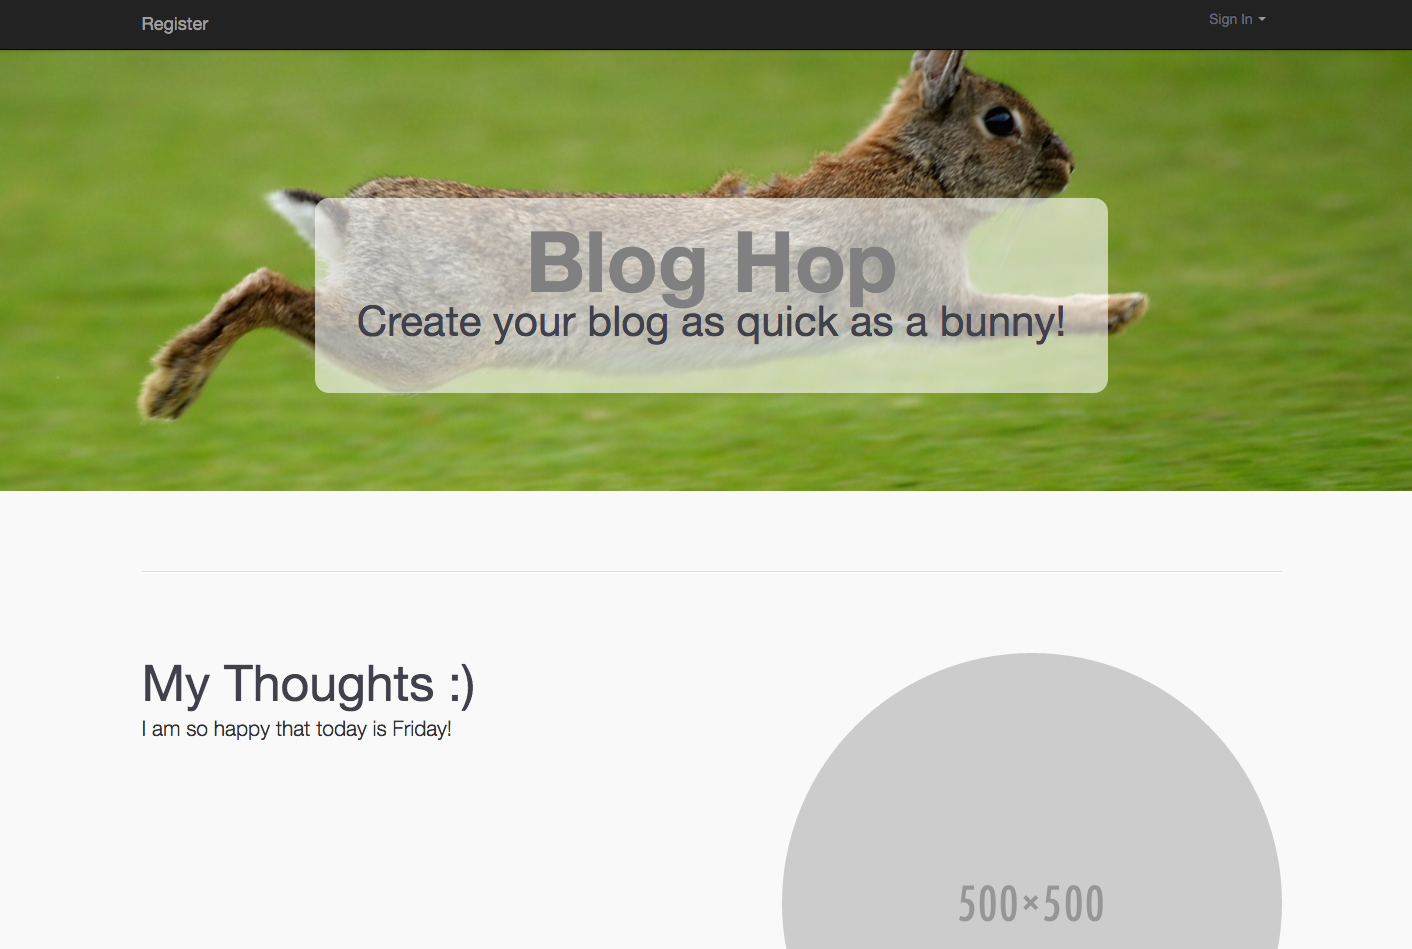 Register
Sign In
Blog Hop
Create your blog as quick as a bunny!
My Thoughts :)
I am so happy that today is Friday!
500×500